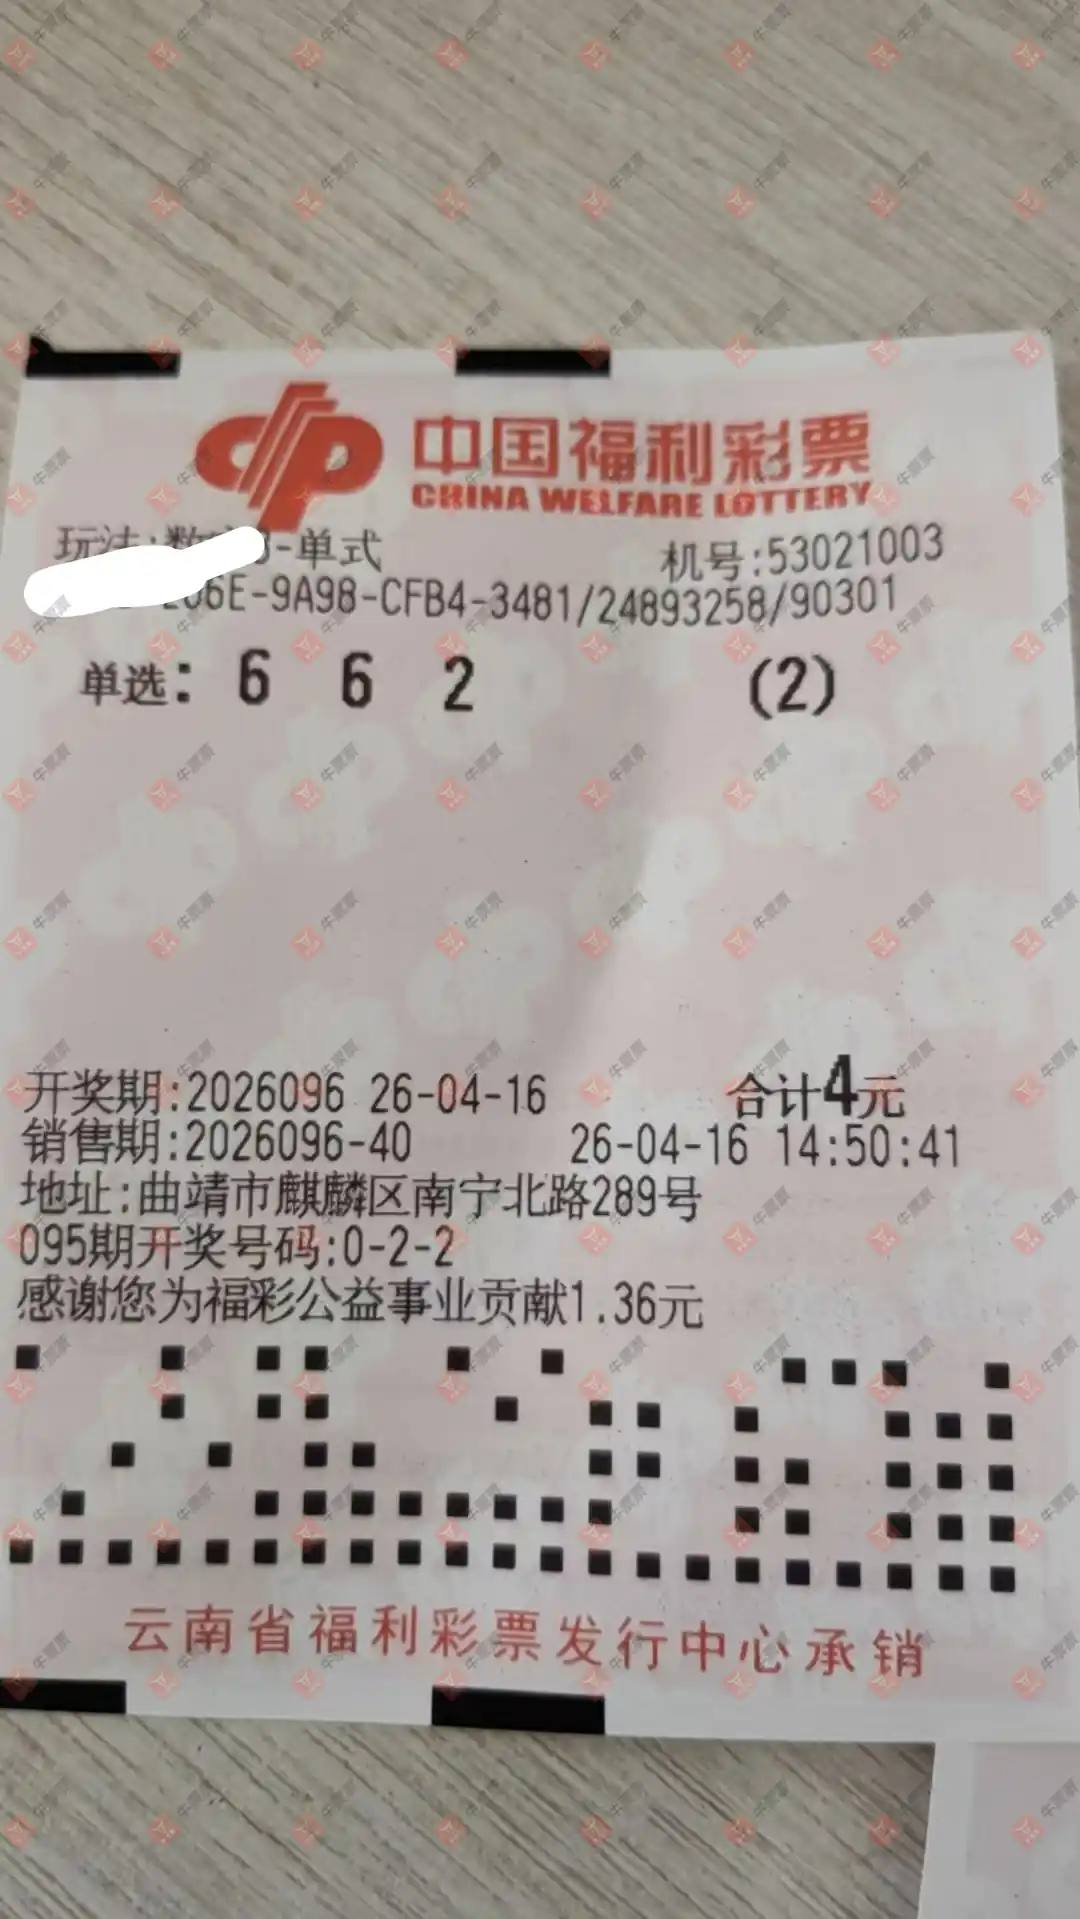 中国福利彩票
CHINA WELFARE LOTTERY
玩法:数 3-单式 机号:53021003
206E-9A98-CFB4-3481/24893258/90301
单选: 6 6 2 (2)
开奖期:2026096 26-04-16 合计4元
销售期:2026096-40 26-04-16 14:50:41
地址:曲靖市麒麟区南宁北路289号
095期开奖号码:0-2-2
感谢您为福彩公益事业贡献1.36元
云南省福利彩票发行中心承销
牛票票